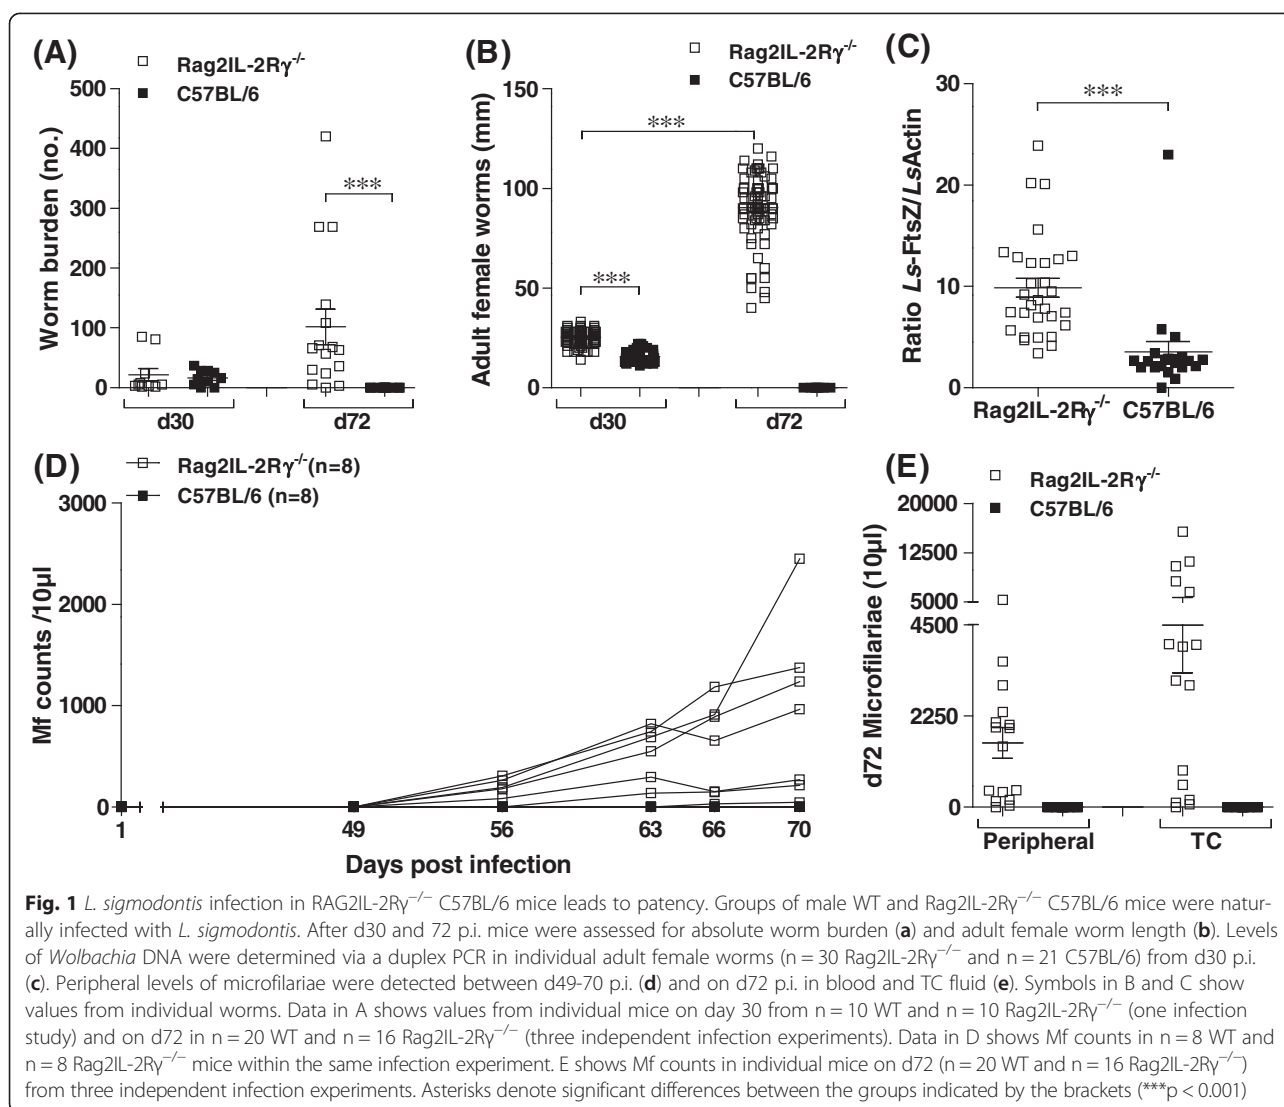 (A)
Rag2IL-2Rγ-/-
C57BL/6
Worm burden (no.)
500
400
300
200
100
0
***
d30
d72
(B)
Rag2IL-2Rγ-/-
C57BL/6
Adult female worms (mm)
150
100
50
0
***
***
d30
d72
(C)
Ratio Ls-FtsZ/LsActin
30
20
10
0
***
Rag2IL-2Rγ-/-
C57BL/6
(D)
Rag2IL-2Rγ-/- (n=8)
C57BL/6 (n=8)
Mf counts /10µl
3000
2000
1000
0
1
49
56
63
66
70
Days post infection
(E)
Rag2IL-2Rγ-/-
C57BL/6
d72 Microfilariae (10µl)
20000
12500
5000
4500
2250
0
Peripheral
TC
Fig. 1 L. sigmodontis infection in RAG2IL-2Rγ−/− C57BL/6 mice leads to patency. Groups of male WT and Rag2IL-2Rγ−/− C57BL/6 mice were natur-
ally infected with L. sigmodontis. After d30 and 72 p.i. mice were assessed for absolute worm burden (a) and adult female worm length (b). Levels
of Wolbachia DNA were determined via a duplex PCR in individual adult female worms (n = 30 Rag2IL-2Rγ−/− and n = 21 C57BL/6) from d30 p.i.
(c). Peripheral levels of microfilariae were detected between d49-70 p.i. (d) and on d72 p.i. in blood and TC fluid (e). Symbols in B and C show
values from individual worms. Data in A shows values from individual mice on day 30 from n = 10 WT and n = 10 Rag2IL-2Rγ−/− (one infection
study) and on d72 in n = 20 WT and n = 16 Rag2IL-2Rγ−/− (three independent infection experiments). Data in D shows Mf counts in n = 8 WT and
n = 8 Rag2IL-2Rγ−/− mice within the same infection experiment. E shows Mf counts in individual mice on d72 (n = 20 WT and n = 16 Rag2IL-2Rγ−/−)
from three independent infection experiments. Asterisks denote significant differences between the groups indicated by the brackets (***p < 0.001)